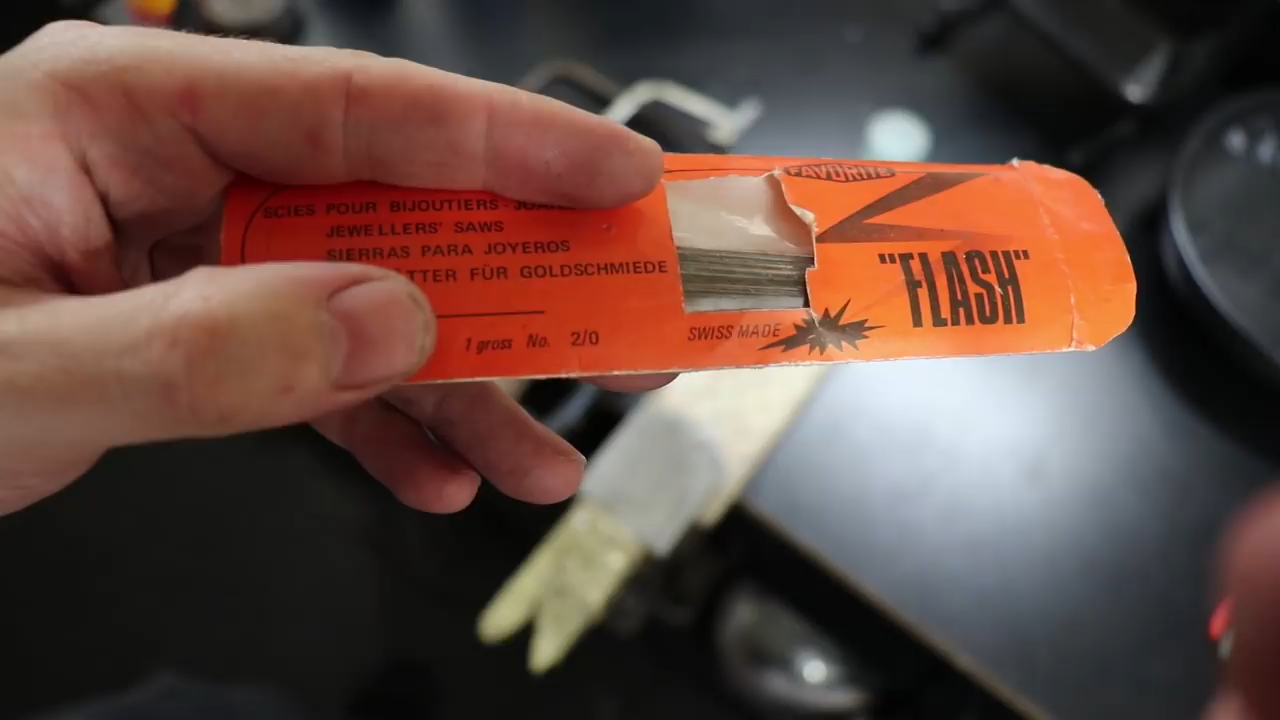 SCIES POUR BIJOUTIERS
JEWELLERS' SAWS
SIERRAS PARA JOYEROS
FÜR GOLDSCHMIEDE
1 gross No. 2/0
SWISS MADE
FAVORITE
"FLASH"